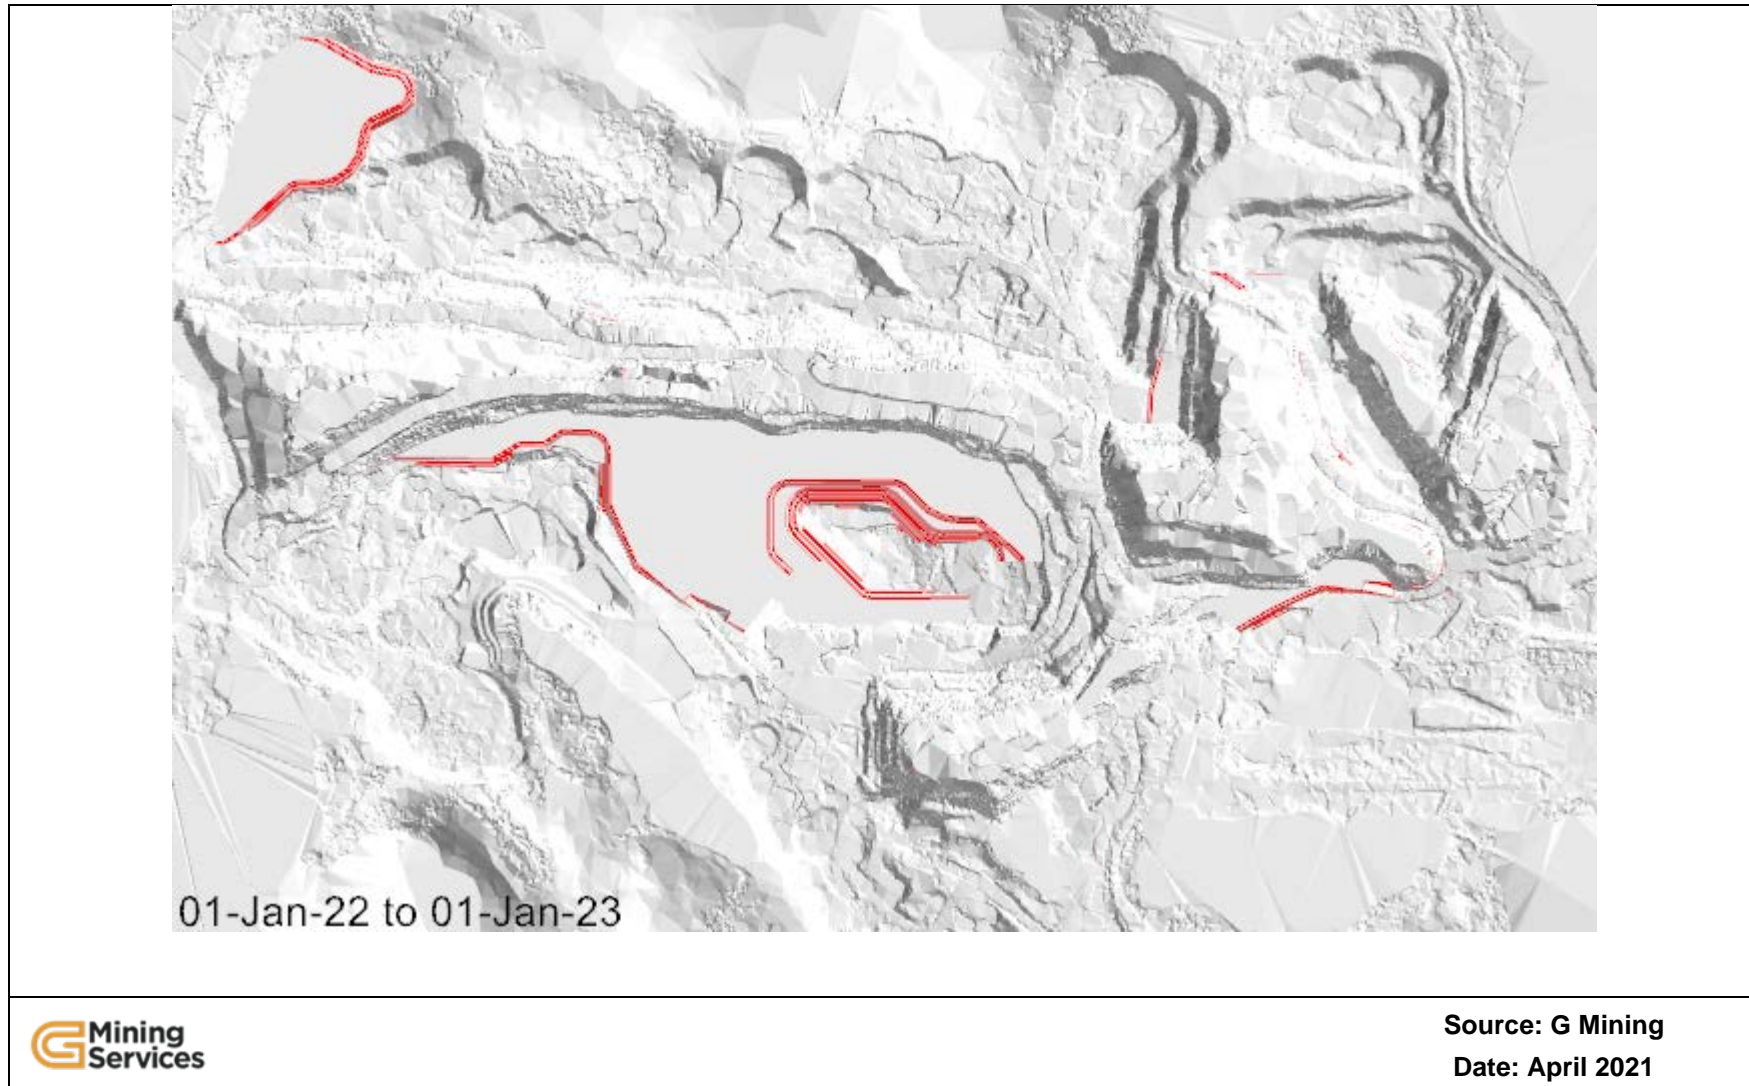 01-Jan-22 to 01-Jan-23
Mining
Services
Source: G Mining
Date: April 2021